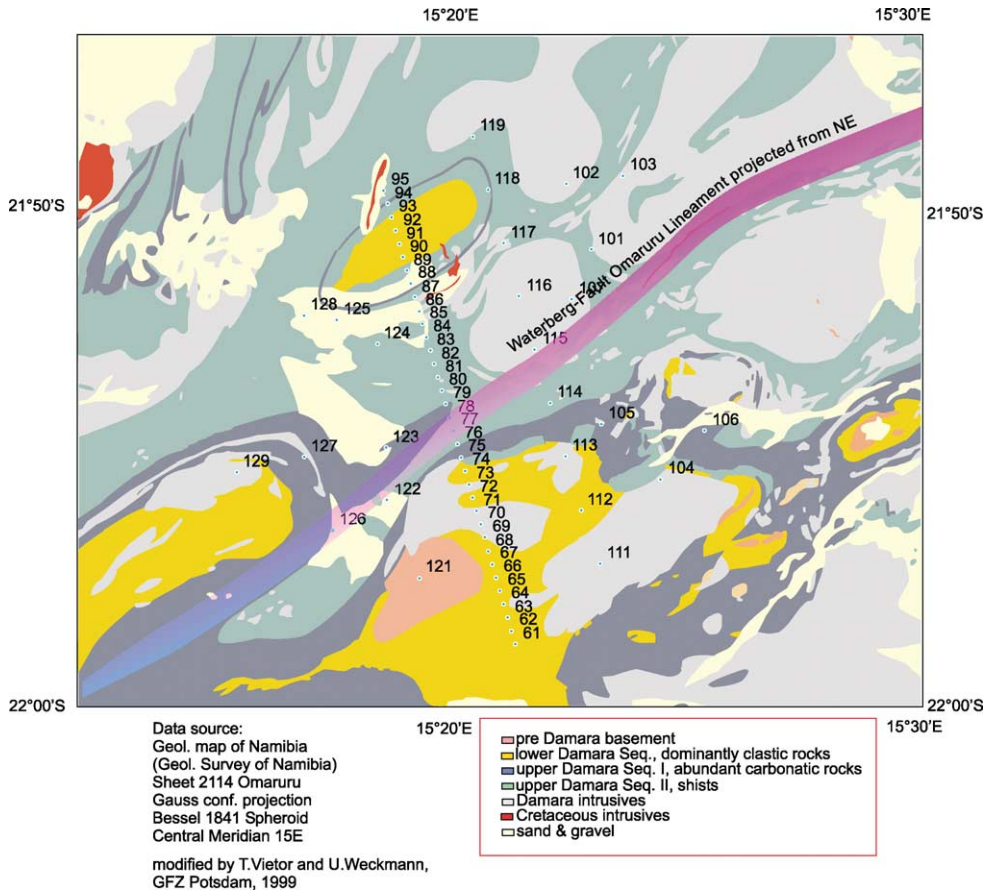 15°20'E
15°30'E
119
102
103
95
94
118
93
92
91
117
101
90
89
88
116
87
128
125
86
85
84
124
83
115
82
81
80
79
114
78
77
105
106
76
123
75
127
113
74
129
73
104
72
122
71
112
70
126
69
68
67
121
111
66
65
64
63
62
61
21°50'S
21°50'S
Waterberg-Fault Omaruru Lineament projected from NE
22°00'S
22°00'S
15°20'E
15°30'E
Data source:
Geol. map of Namibia
(Geol. Survey of Namibia)
Sheet 2114 Omaruru
Gauss conf. projection
Bessel 1841 Spheroid
Central Meridian 15E
modified by T.Vietor and U.Weckmann,
GFZ Potsdam, 1999
pre Damara basement
lower Damara Seq., dominantly clastic rocks
upper Damara Seq. I, abundant carbonatic rocks
upper Damara Seq. II, shists
Damara intrusives
Cretaceous intrusives
sand & gravel